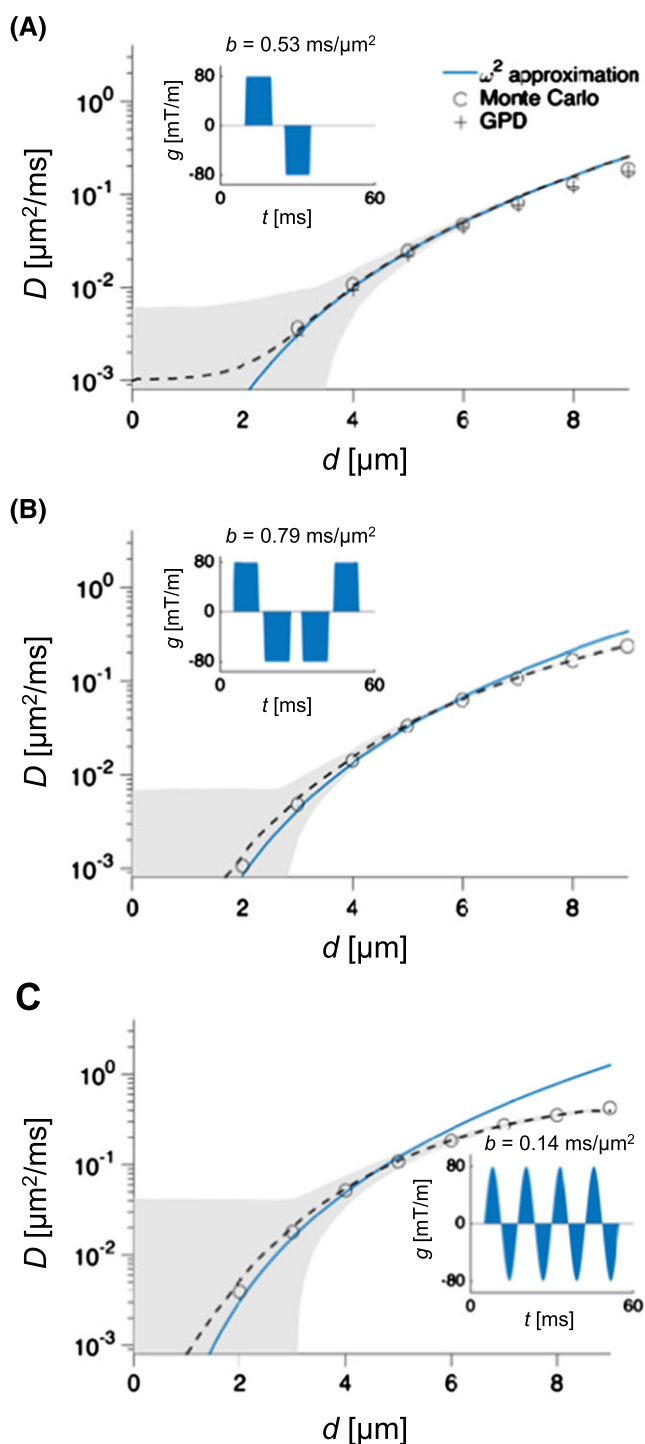 (A)
b = 0.53 ms/μm²
80
0
-80
g [mT/m]
0
60
t [ms]
ω² approximation
Monte Carlo
GPD
10⁰
10⁻¹
10⁻²
10⁻³
D [μm²/ms]
0 2 4 6 8
d [μm]
(B)
b = 0.79 ms/μm²
80
0
-80
g [mT/m]
0
60
t [ms]
10⁰
10⁻¹
10⁻²
10⁻³
D [μm²/ms]
0 2 4 6 8
d [μm]
C
10⁰
10⁻¹
10⁻²
10⁻³
D [μm²/ms]
b = 0.14 ms/μm²
80
0
-80
g [mT/m]
0
60
t [ms]
0 2 4 6 8
d [μm]